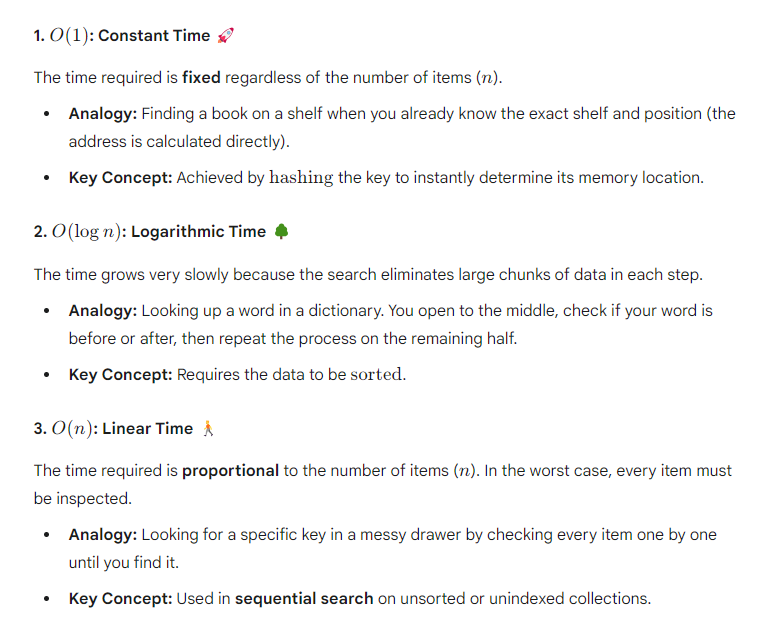 1. O(1): Constant Time 🚀
The time required is fixed regardless of the number of items (n).
• Analogy: Finding a book on a shelf when you already know the exact shelf and position (the
address is calculated directly).
• Key Concept: Achieved by hashing the key to instantly determine its memory location.
2. O(log n): Logarithmic Time 🌳
The time grows very slowly because the search eliminates large chunks of data in each step.
• Analogy: Looking up a word in a dictionary. You open to the middle, check if your word is
before or after, then repeat the process on the remaining half.
• Key Concept: Requires the data to be sorted.
3. O(n): Linear Time 🚶
The time required is proportional to the number of items (n). In the worst case, every item must
be inspected.
• Analogy: Looking for a specific key in a messy drawer by checking every item one by one
until you find it.
• Key Concept: Used in sequential search on unsorted or unindexed collections.